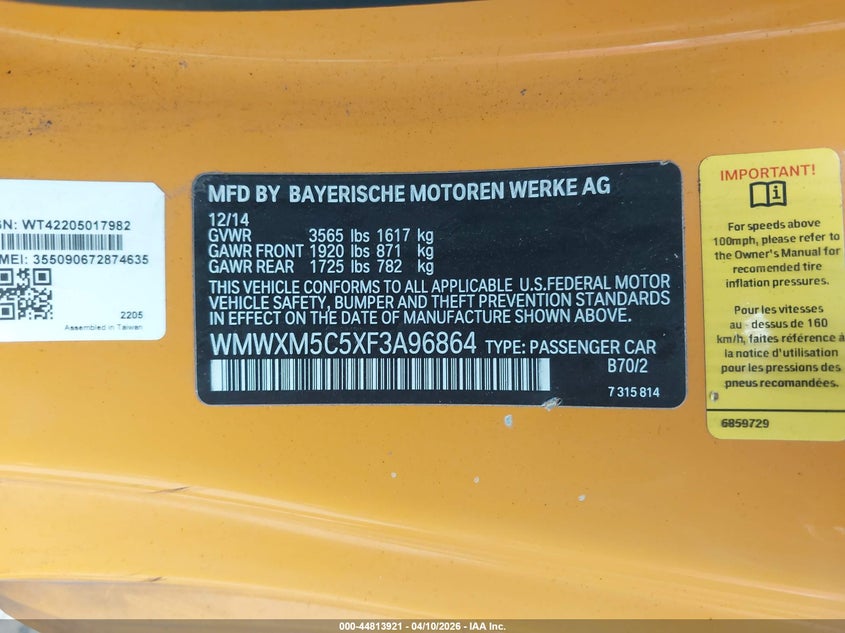 SN: WT42205017982
IMEI: 355090672874635
2205
Assembled in Taiwan
MFD BY BAYERISCHE MOTOREN WERKE AG
12/14
GVWR 3565 lbs 1617 kg
GAWR FRONT 1920 lbs 871 kg
GAWR REAR 1725 lbs 782 kg
THIS VEHICLE CONFORMS TO ALL APPLICABLE U.S.FEDERAL MOTOR
VEHICLE SAFETY, BUMPER AND THEFT PREVENTION STANDARDS
IN EFFECT ON THE DATE OF MANUFACTURE SHOWN ABOVE.
WMWXM5C5XF3A96864 TYPE: PASSENGER CAR
B70/2
7 315 814
IMPORTANT!
For speeds above
100mph, please refer to
the Owner's Manual for
recomended tire
inflation pressures.
Pour les vitesses
au - dessus de 160
km/h, faites référence à
la notice d'utilisation
pour les pressions des
pneus recomandées.
6859729
000-44813921 - 04/10/2026 - IAA Inc.